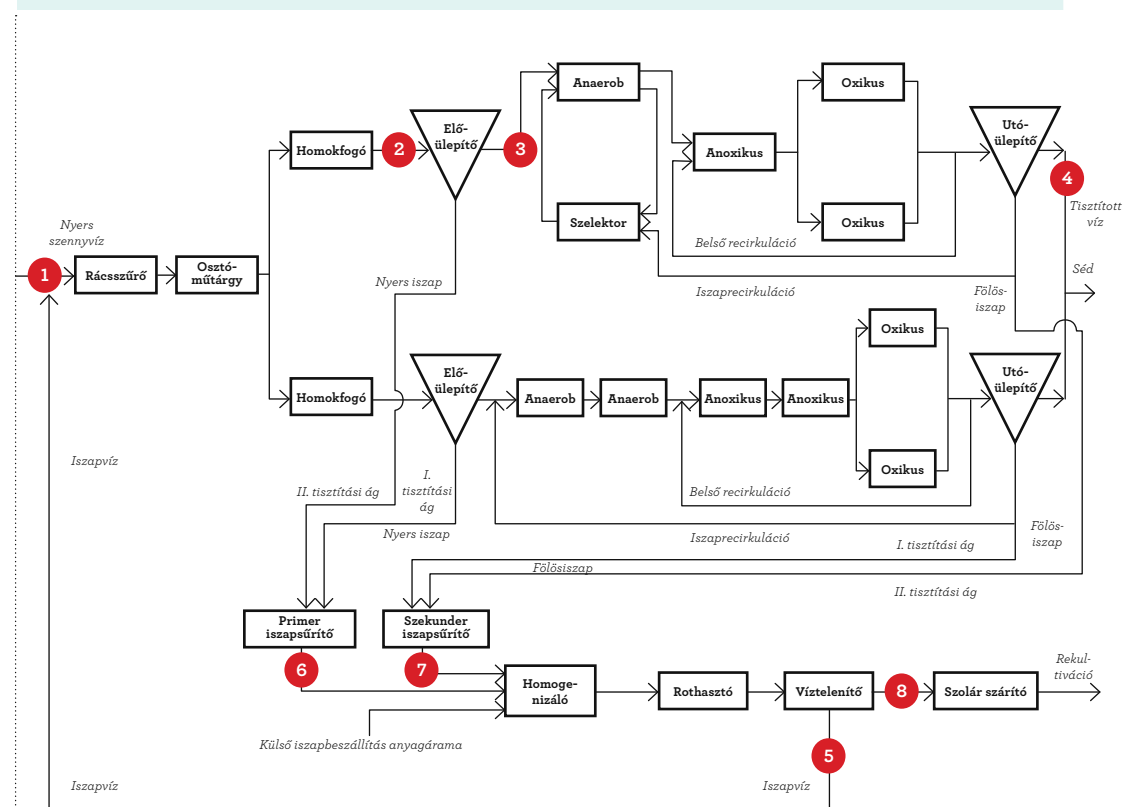 Anaerob
Oxikus
Elő-
ülepítő
Utó-
ülepítő
Homokfogó
2
3
Anoxikus
4
Nyers
szennyvíz
Szelektor
Oxikus
Tisztított
víz
Belső recirkuláció
1
Rácsszűrő
Osztó-
műtárgy
Nyers iszap
Iszaprecirkuláció
Fölös-
iszap
Séd
Oxikus
Elő-
ülepítő
Utó-
ülepítő
Homokfogó
Anaerob
Anaerob
Anoxikus
Anoxikus
Iszapvíz
Oxikus
II. tisztítási ág
I.
tisztítási
ág
Belső recirkuláció
Nyers iszap
Iszaprecirkuláció
I. tisztítási ág
Fölös-
iszap
Fölösiszap
II. tisztítási ág
Primer
iszapsűrítő
Szekunder
iszapsűrítő
6
7
Homoge-
nizáló
Rothasztó
Víztelenítő
8
Szolár szárító
Rekul-
tiváció
Külső iszapbeszállítás anyagárama
5
Iszapvíz
Iszapvíz